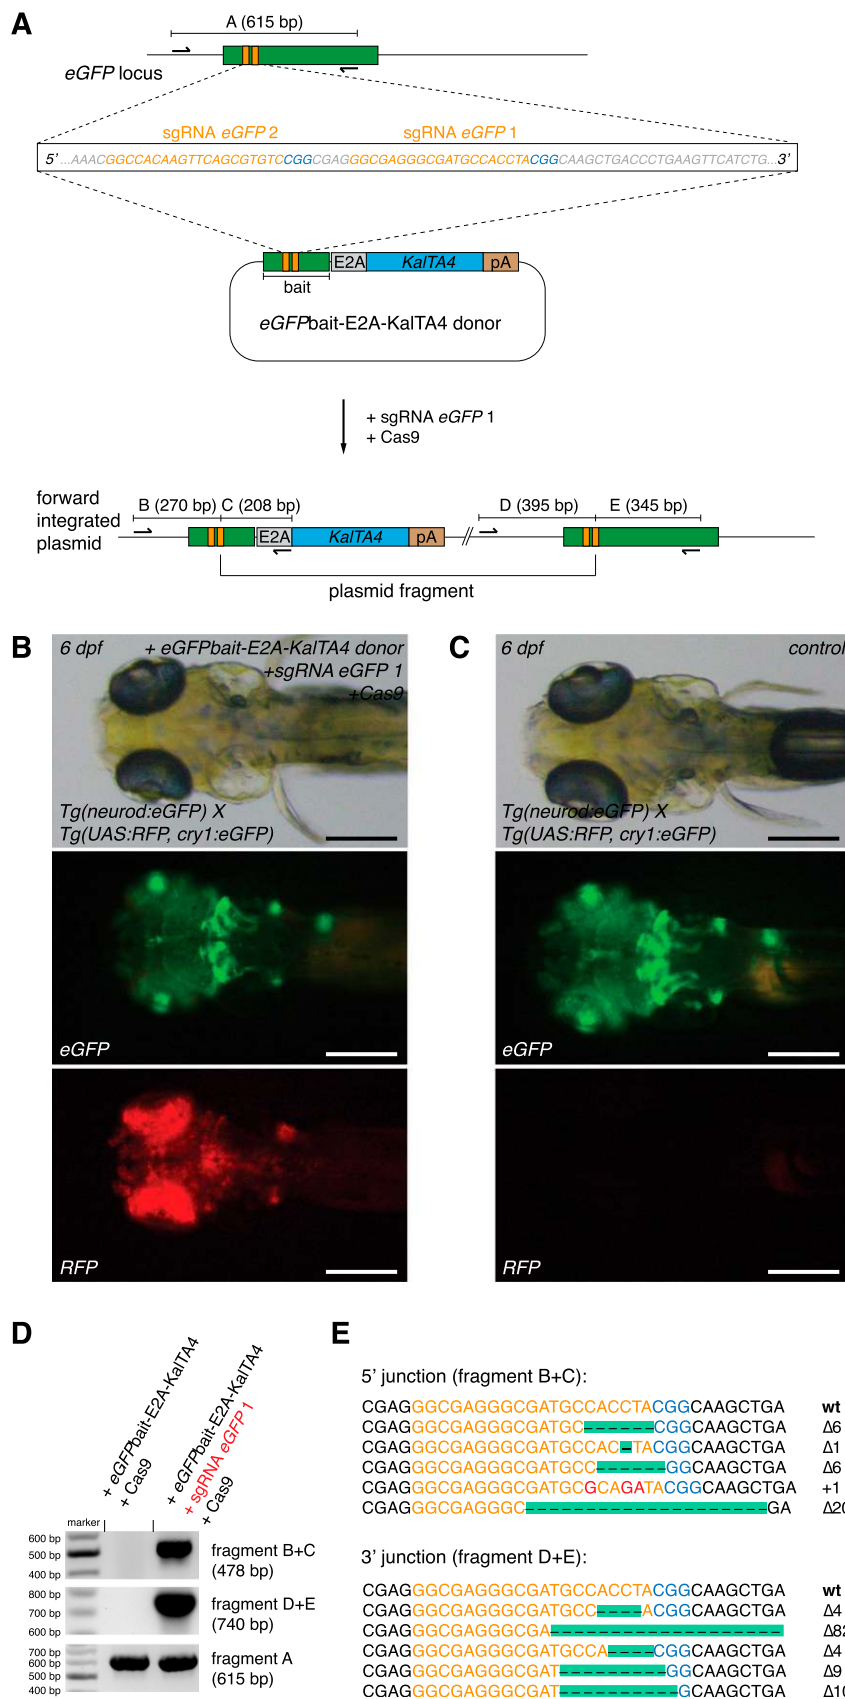 A
A (615 bp)
eGFP locus
sgRNA eGFP 2
sgRNA eGFP 1
5’ ...AAACGGCCACAAGTTCAGCGTGTCCGGCGAGGGCGAGGGCGATGCCACCTACGGCAAGCTGACCCTGAAGTTCATCTG...3’
E2A
KalTA4
pA
bait
eGFPbait-E2A-KalTA4 donor
+ sgRNA eGFP 1
+ Cas9
forward
integrated
plasmid
B (270 bp)
C (208 bp)
D (395 bp)
E (345 bp)
E2A
KalTA4
pA
plasmid fragment
B
6 dpf
+ eGFPbait-E2A-KalTA4 donor
+sgRNA eGFP 1
+Cas9
Tg(neurod:eGFP) X
Tg(UAS:RFP, cry1:eGFP)
eGFP
RFP
C
6 dpf
control
Tg(neurod:eGFP) X
Tg(UAS:RFP, cry1:eGFP)
eGFP
RFP
D
+ eGFPbait-E2A-KalTA4
+ Cas9
+ eGFPbait-E2A-KalTA4
+ sgRNA eGFP 1
+ Cas9
marker
600 bp
500 bp
400 bp
fragment B+C
(478 bp)
800 bp
700 bp
600 bp
fragment D+E
(740 bp)
700 bp
600 bp
500 bp
400 bp
fragment A
(615 bp)
E
5’ junction (fragment B+C):
CGAGGGCGAGGGCGATGCCACCTACGGCAAGCTGA wt
CGAGGGCGAGGGCGATGC------CGGCAAGCTGA Δ6
CGAGGGCGAGGGCGATGCCAC-TACGGCAAGCTGA Δ1
CGAGGGCGAGGGCGATGCC------GGCAAGCTGA Δ6
CGAGGGCGAGGGCGATGCGCAGATACGGCAAGCTGA +1
CGAGGGCGAGGGC--------------------GA Δ20
3’ junction (fragment D+E):
CGAGGGCGAGGGCGATGCCACCTACGGCAAGCTGA wt
CGAGGGCGAGGGCGATGCC----ACGGCAAGCTGA Δ4
CGAGGGCGAGGGCGA-------------------- Δ82
CGAGGGCGAGGGCGATGCCA----CGGCAAGCTGA Δ4
CGAGGGCGAGGGCGAT---------GGCAAGCTGA Δ9
CGAGGGCGAGGGCGAT----------GCAAGCTGA Δ10